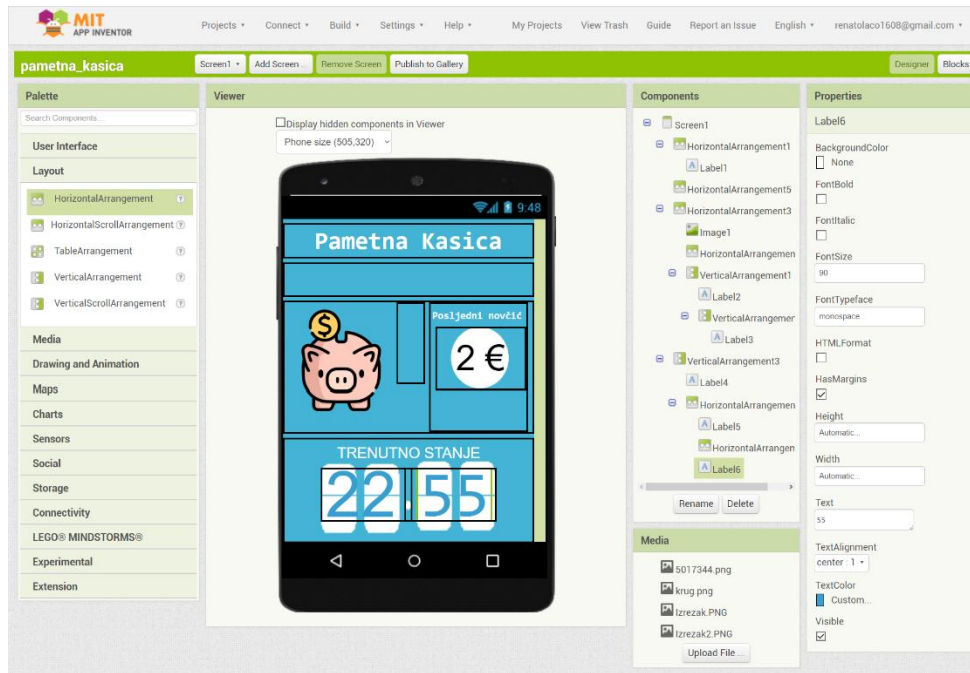 MIT
APP INVENTOR
Projects
Connect
Build
Settings
Help
My Projects
View Trash
Guide
Report an Issue
English
renatolaco1608@gmail.com
pametna_kasica
Screen1
Add Screen ...
Remove Screen
Publish to Gallery
Designer
Blocks
Palette
Search Components...
User Interface
Layout
HorizontalArrangement
HorizontalScrollArrangement
TableArrangement
VerticalArrangement
VerticalScrollArrangement
Media
Drawing and Animation
Maps
Charts
Sensors
Social
Storage
Connectivity
LEGO® MINDSTORMS®
Experimental
Extension
Viewer
Display hidden components in Viewer
Phone size (505,320)
9:48
Pametna Kasica
Posljedni novčić
$
2 €
TRENUTNO STANJE
22.55
Components
Screen1
HorizontalArrangement1
Label1
HorizontalArrangement5
HorizontalArrangement3
Image1
HorizontalArrangemen
VerticalArrangement1
Label2
VerticalArrangemer
Label3
VerticalArrangement3
Label4
HorizontalArrangemen
Label5
HorizontalArrangen
Label6
Rename
Delete
Media
5017344.png
krug.png
Izrezak.PNG
Izrezak2.PNG
Upload File ...
Properties
Label6
BackgroundColor
None
FontBold
FontItalic
FontSize
90
FontTypeface
monospace
HTMLFormat
HasMargins
Height
Automatic...
Width
Automatic...
Text
55
TextAlignment
center : 1
TextColor
Custom...
Visible